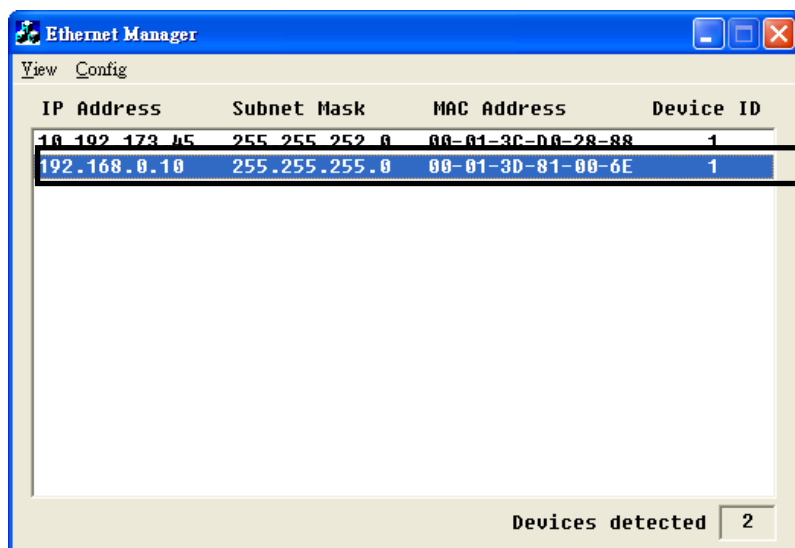 Ethernet Manager
View Config
IP Address Subnet Mask MAC Address Device ID
10.192.173.45 255.255.252.0 00-01-3C-D0-28-88 1
192.168.0.10 255.255.255.0 00-01-3D-81-00-6E 1
Devices detected 2